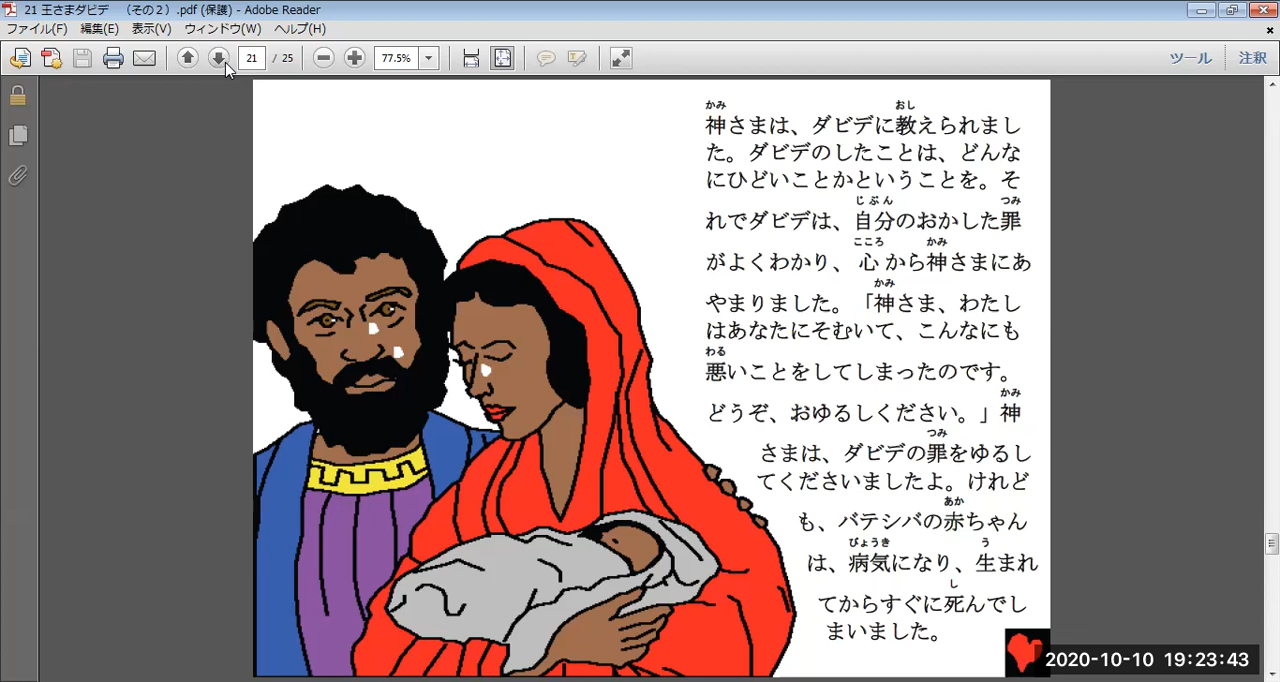 21 王さまダビデ （その２）.pdf (保護) - Adobe Reader
ファイル(F) 編集(E) 表示(V) ウィンドウ(W) ヘルプ(H)
21 / 25 77.5% ツール 注釈
かみ おし
神さまは、ダビデに教えられまし
た。ダビデのしたことは、どんな
にひどいことかということを。そ
じぶん つみ
れでダビデは、自分のおかした罪
こころ かみ
がよくわかり、心から神さまにあ
かみ
やまりました。「神さま、わたし
はあなたにそむいて、こんなにも
わる
悪いことをしてしまったのです。
かみ
どうぞ、おゆるしください。」神
つみ
さまは、ダビデの罪をゆるし
てくださいましたよ。けれど
あか
も、バテシバの赤ちゃん
びょうき う
は、病気になり、生まれ
し
てからすぐに死んでし
まいました。
2020-10-10 19:23:43